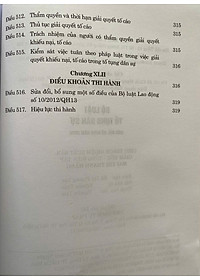 Điều 512. Thẩm quyền và thời hạn giải quyết tố cáo 315
Điều 513. Thủ tục giải quyết tố cáo 315
Điều 514. Trách nhiệm của người có thẩm quyền giải quyết
khiếu nại, tố cáo 316
Điều 515. Kiểm sát việc tuân theo pháp luật trong việc giải
quyết khiếu nại, tố cáo trong tố tụng dân sự 316
Chương XLII
ĐIỀU KHOẢN THI HÀNH
Điều 516. Sửa đổi, bổ sung một số điều của Bộ luật Lao động
số 10/2012/QH13 316
Điều 517. Hiệu lực thi hành 319